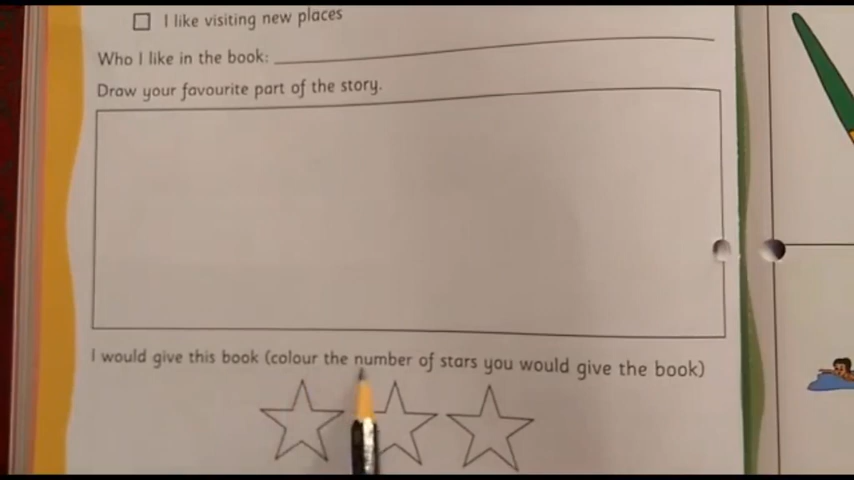 I like visiting new places
Who I like in the book:
Draw your favourite part of the story.
I would give this book (colour the number of stars you would give the book)